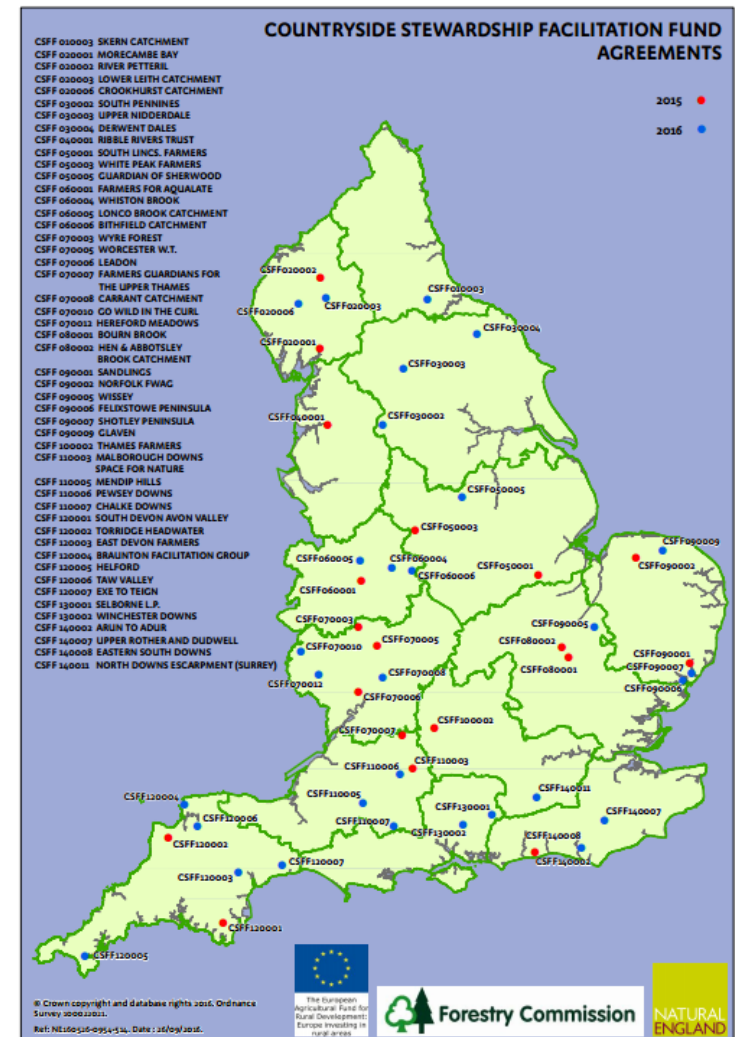 COUNTRYSIDE STEWARDSHIP FACILITATION FUND
AGREEMENTS
CSFF 010003 SKERN CATCHMENT
CSFF 020001 MORECAMBE BAY
CSFF 020002 RIVER PETTERIL
CSFF 020003 LOWER LEITH CATCHMENT
CSFF 020006 CROOKHURST CATCHMENT
CSFF 030002 SOUTH PENNINES
CSFF 030003 UPPER NIDDERDALE
CSFF 030004 DERWENT DALES
CSFF 040001 RIBBLE RIVERS TRUST
CSFF 050001 SOUTH LINCS. FARMERS
CSFF 050003 WHITE PEAK FARMERS
CSFF 050005 GUARDIAN OF SHERWOOD
CSFF 060001 FARMERS FOR AQUALATE
CSFF 060004 WHISTON BROOK
CSFF 060005 LONCO BROOK CATCHMENT
CSFF 060006 BITHFIELD CATCHMENT
CSFF 070003 WYRE FOREST
CSFF 070005 WORCESTER W.T.
CSFF 070006 LEADON
CSFF 070007 FARMERS GUARDIANS FOR
THE UPPER THAMES
CSFF 070008 CARRANT CATCHMENT
CSFF 070010 GO WILD IN THE CURL
CSFF 070012 HEREFORD MEADOWS
CSFF 080001 BOURN BROOK
CSFF 080002 HEN & ABBOTSLEY
BROOK CATCHMENT
CSFF 090001 SANDLINGS
CSFF 090002 NORFOLK FWAG
CSFF 090005 WISSEY
CSFF 090006 FELIXSTOWE PENINSULA
CSFF 090007 SHOTLEY PENINSULA
CSFF 090009 GLAVEN
CSFF 100002 THAMES FARMERS
CSFF 110003 MALBOROUGH DOWNS
SPACE FOR NATURE
CSFF 110005 MENDIP HILLS
CSFF 110006 PEWSEY DOWNS
CSFF 110007 CHALKE DOWNS
CSFF 120001 SOUTH DEVON AVON VALLEY
CSFF 120002 TORRIDGE HEADWATER
CSFF 120003 EAST DEVON FARMERS
CSFF 120004 BRAUNTON FACILITATION GROUP
CSFF 120005 HELFORD
CSFF 120006 TAW VALLEY
CSFF 120007 EXE TO TEIGN
CSFF 130001 SELBORNE L.P.
CSFF 130002 WINCHESTER DOWNS
CSFF 140002 ARUN TO ADUR
CSFF 140007 UPPER ROTHER AND DUDWELL
CSFF 140008 EASTERN SOUTH DOWNS
CSFF 140011 NORTH DOWNS ESCARPMENT (SURREY)
2015
2016
CSFF020002
CSFF010003
CSFF020003
CSFF020006
CSFF030004
CSFF020001
CSFF030003
CSFF040001
CSFF030002
CSFF050005
CSFF050003
CSFF090009
CSFF060005
CSFF060004
CSFF090002
CSFF060006
CSFF050001
CSFF060001
CSFF070003
CSFF090005
CSFF070005
CSFF080002
CSFF070010
CSFF090001
CSFF090007
CSFF080001
CSFF070008
CSFF070012
CSFF090006
CSFF070006
CSFF100002
CSFF070007
CSFF110003
CSFF110006
CSFF140011
CSFF120004
CSFF110005
CSFF130001
CSFF140007
CSFF120006
CSFF110007
CSFF130002
CSFF140008
CSFF120002
CSFF140002
CSFF120007
CSFF120003
CSFF120001
CSFF120005
© Crown copyright and database rights 2016. Ordnance
Survey 100022021.
Ref: NE160516-0954-514. Date : 26/09/2016.
The European
Agricultural Fund for
Rural Development:
Europe investing in
rural areas
Forestry Commission
NATURAL
ENGLAND